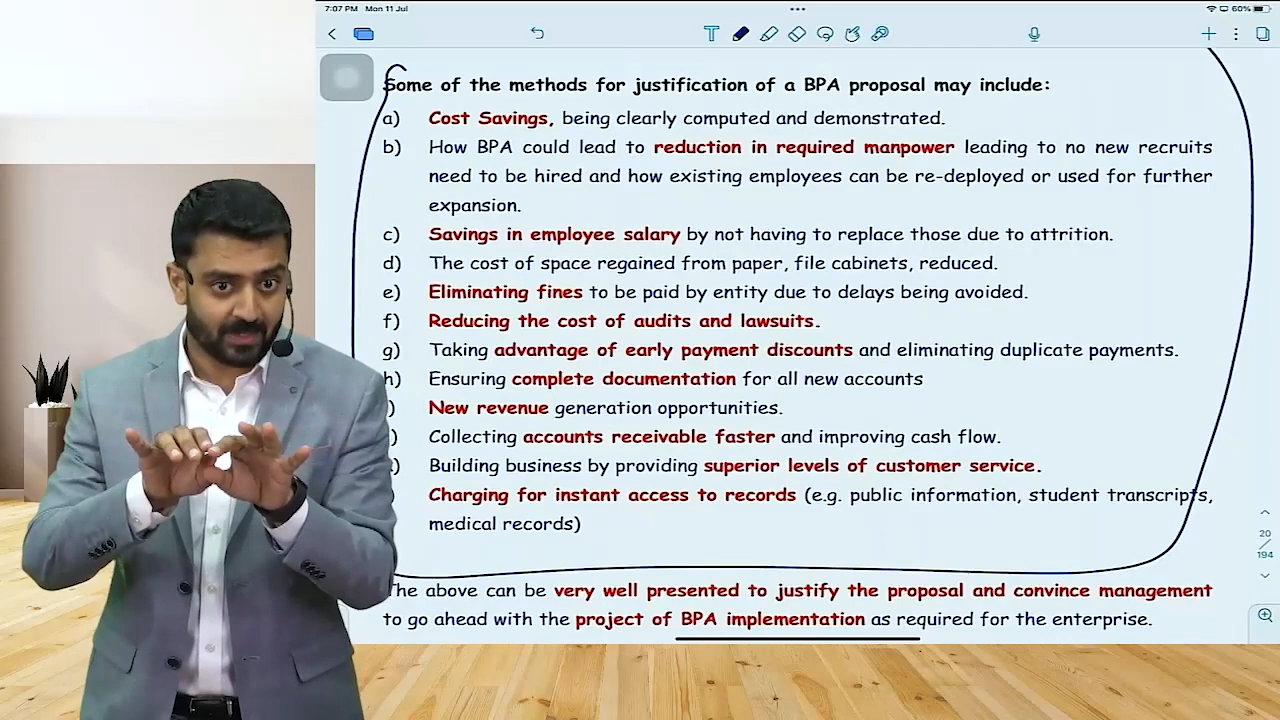 7:07 PM Mon 11 Jul
60%
Some of the methods for justification of a BPA proposal may include:
a) Cost Savings, being clearly computed and demonstrated.
b) How BPA could lead to reduction in required manpower leading to no new recruits
need to be hired and how existing employees can be re-deployed or used for further
expansion.
c) Savings in employee salary by not having to replace those due to attrition.
d) The cost of space regained from paper, file cabinets, reduced.
e) Eliminating fines to be paid by entity due to delays being avoided.
f) Reducing the cost of audits and lawsuits.
g) Taking advantage of early payment discounts and eliminating duplicate payments.
h) Ensuring complete documentation for all new accounts
) New revenue generation opportunities.
) Collecting accounts receivable faster and improving cash flow.
) Building business by providing superior levels of customer service.
Charging for instant access to records (e.g. public information, student transcripts,
medical records)
The above can be very well presented to justify the proposal and convince management
to go ahead with the project of BPA implementation as required for the enterprise.
20
194